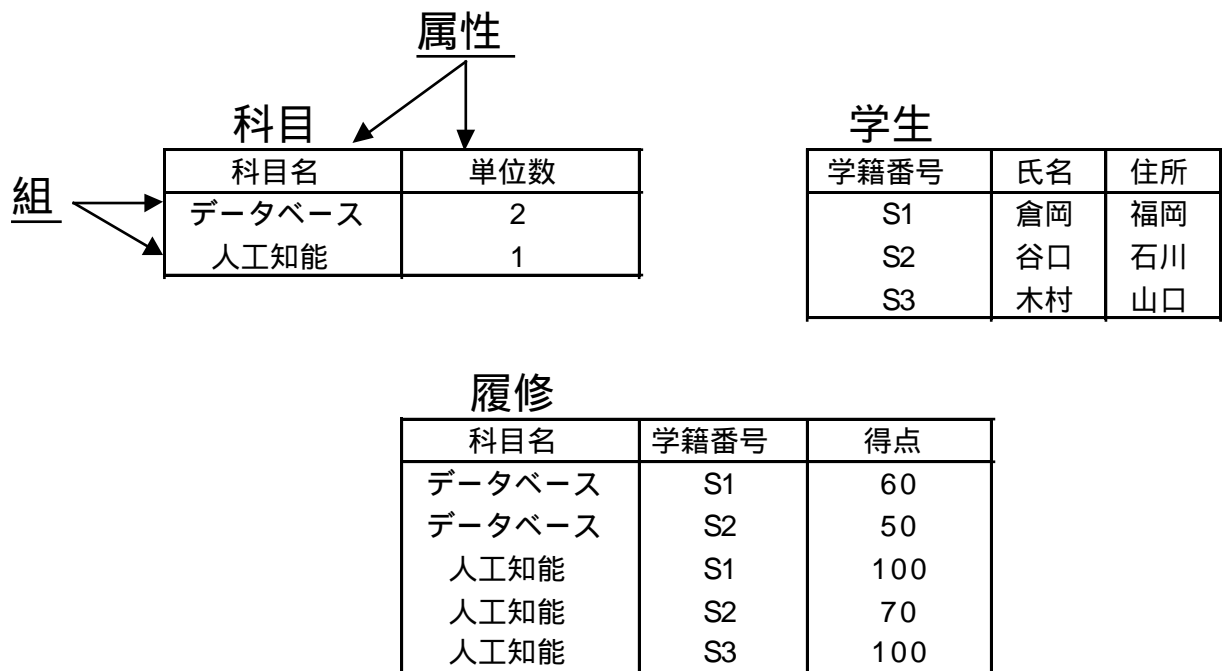 属性
科目
科目名 単位数
データベース 2
人工知能 1
組
学生
学籍番号 氏名 住所
S1 倉岡 福岡
S2 谷口 石川
S3 木村 山口
履修
科目名 学籍番号 得点
データベース S1 60
データベース S2 50
人工知能 S1 100
人工知能 S2 70
人工知能 S3 100